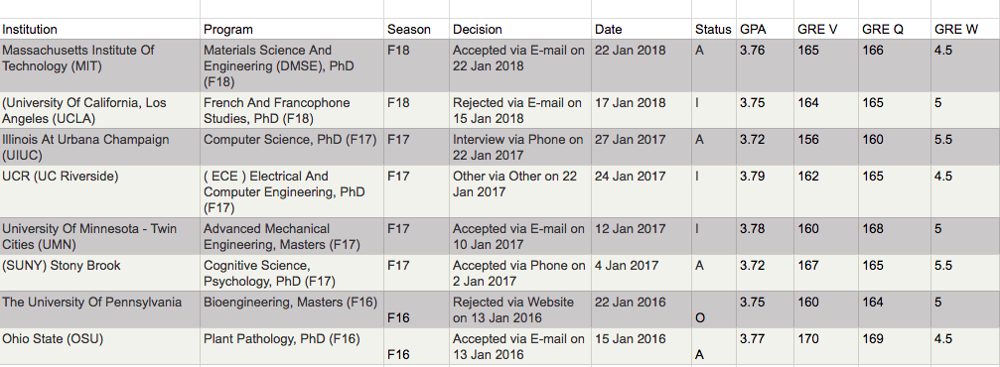 Institution Program Season Decision Date Status GPA GRE V GRE Q GRE W
Massachusetts Institute Of Materials Science And F18 Accepted via E-mail on 22 Jan 2018 A 3.76 165 166 4.5
Technology (MIT) Engineering (DMSE), PhD 22 Jan 2018
(F18)
(University Of California, Los French And Francophone F18 Rejected via E-mail on 17 Jan 2018 I 3.75 164 165 5
Angeles (UCLA) Studies, PhD (F18) 15 Jan 2018
Illinois At Urbana Champaign Computer Science, PhD (F17) F17 Interview via Phone on 27 Jan 2017 A 3.72 156 160 5.5
(UIUC) 22 Jan 2017
UCR (UC Riverside) ( ECE ) Electrical And F17 Other via Other on 22 24 Jan 2017 I 3.79 162 165 4.5
Computer Engineering, PhD Jan 2017
(F17)
University Of Minnesota - Twin Advanced Mechanical F17 Accepted via E-mail on 12 Jan 2017 I 3.78 160 168 5
Cities (UMN) Engineering, Masters (F17) 10 Jan 2017
(SUNY) Stony Brook Cognitive Science, F17 Accepted via Phone on 4 Jan 2017 A 3.72 167 165 5.5
Psychology, PhD (F17) 2 Jan 2017
The University Of Pennsylvania Bioengineering, Masters (F16) Rejected via Website 22 Jan 2016 3.75 160 164 5
F16 on 13 Jan 2016 O
Ohio State (OSU) Plant Pathology, PhD (F16) Accepted via E-mail on 15 Jan 2016 3.77 170 169 4.5
F16 13 Jan 2016 A